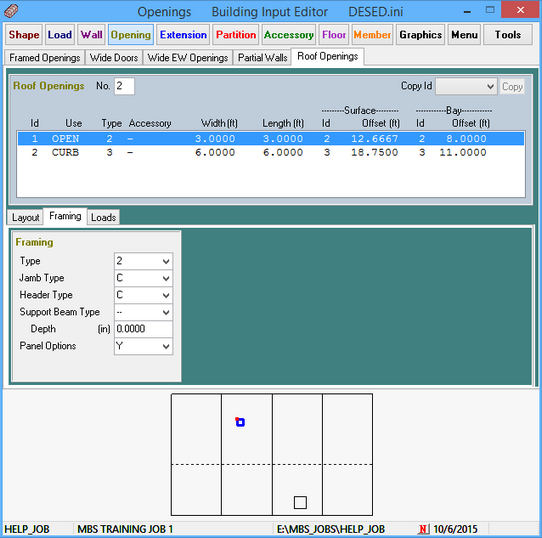 Openings Building Input Editor DESED.ini
Shape Load Wall Opening Extension Partition Accessory Floor Member Graphics Menu Tools
Framed Openings Wide Doors Wide EW Openings Partial Walls Roof Openings
Roof Openings No. 2 Copy Id Copy
---------Surface--------- ------------Bay------------
Id Use Type Accessory Width (ft) Length (ft) Id Offset (ft) Id Offset (ft)
1 OPEN 2 - 3.0000 3.0000 2 12.6667 2 8.0000
2 CURB 3 - 6.0000 6.0000 3 18.7500 3 11.0000
Layout Framing Loads
Framing
Type 2
Jamb Type C
Header Type C
Support Beam Type --
Depth (in) 0.0000
Panel Options Y
HELP_JOB MBS TRAINING JOB 1 E:\MBS_JOBS\HELP_JOB N 10/6/2015